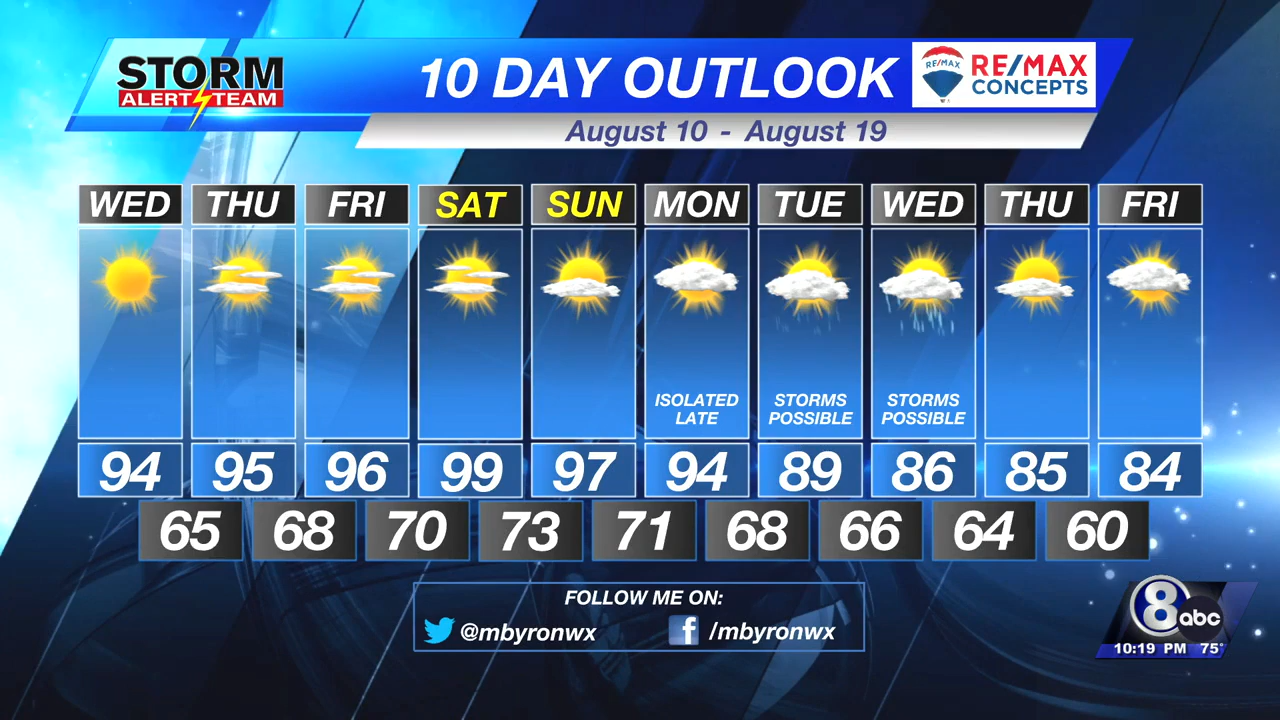 STORM
ALERT TEAM
10 DAY OUTLOOK
RE/MAX
RE/MAX
CONCEPTS
August 10 - August 19
WED THU FRI SAT SUN MON TUE WED THU FRI
ISOLATED LATE
STORMS POSSIBLE
STORMS POSSIBLE
94 95 96 99 97 94 89 86 85 84
65 68 70 73 71 68 66 64 60
FOLLOW ME ON:
@mbyronwx f /mbyronwx
8 abc
10:19 PM 75°